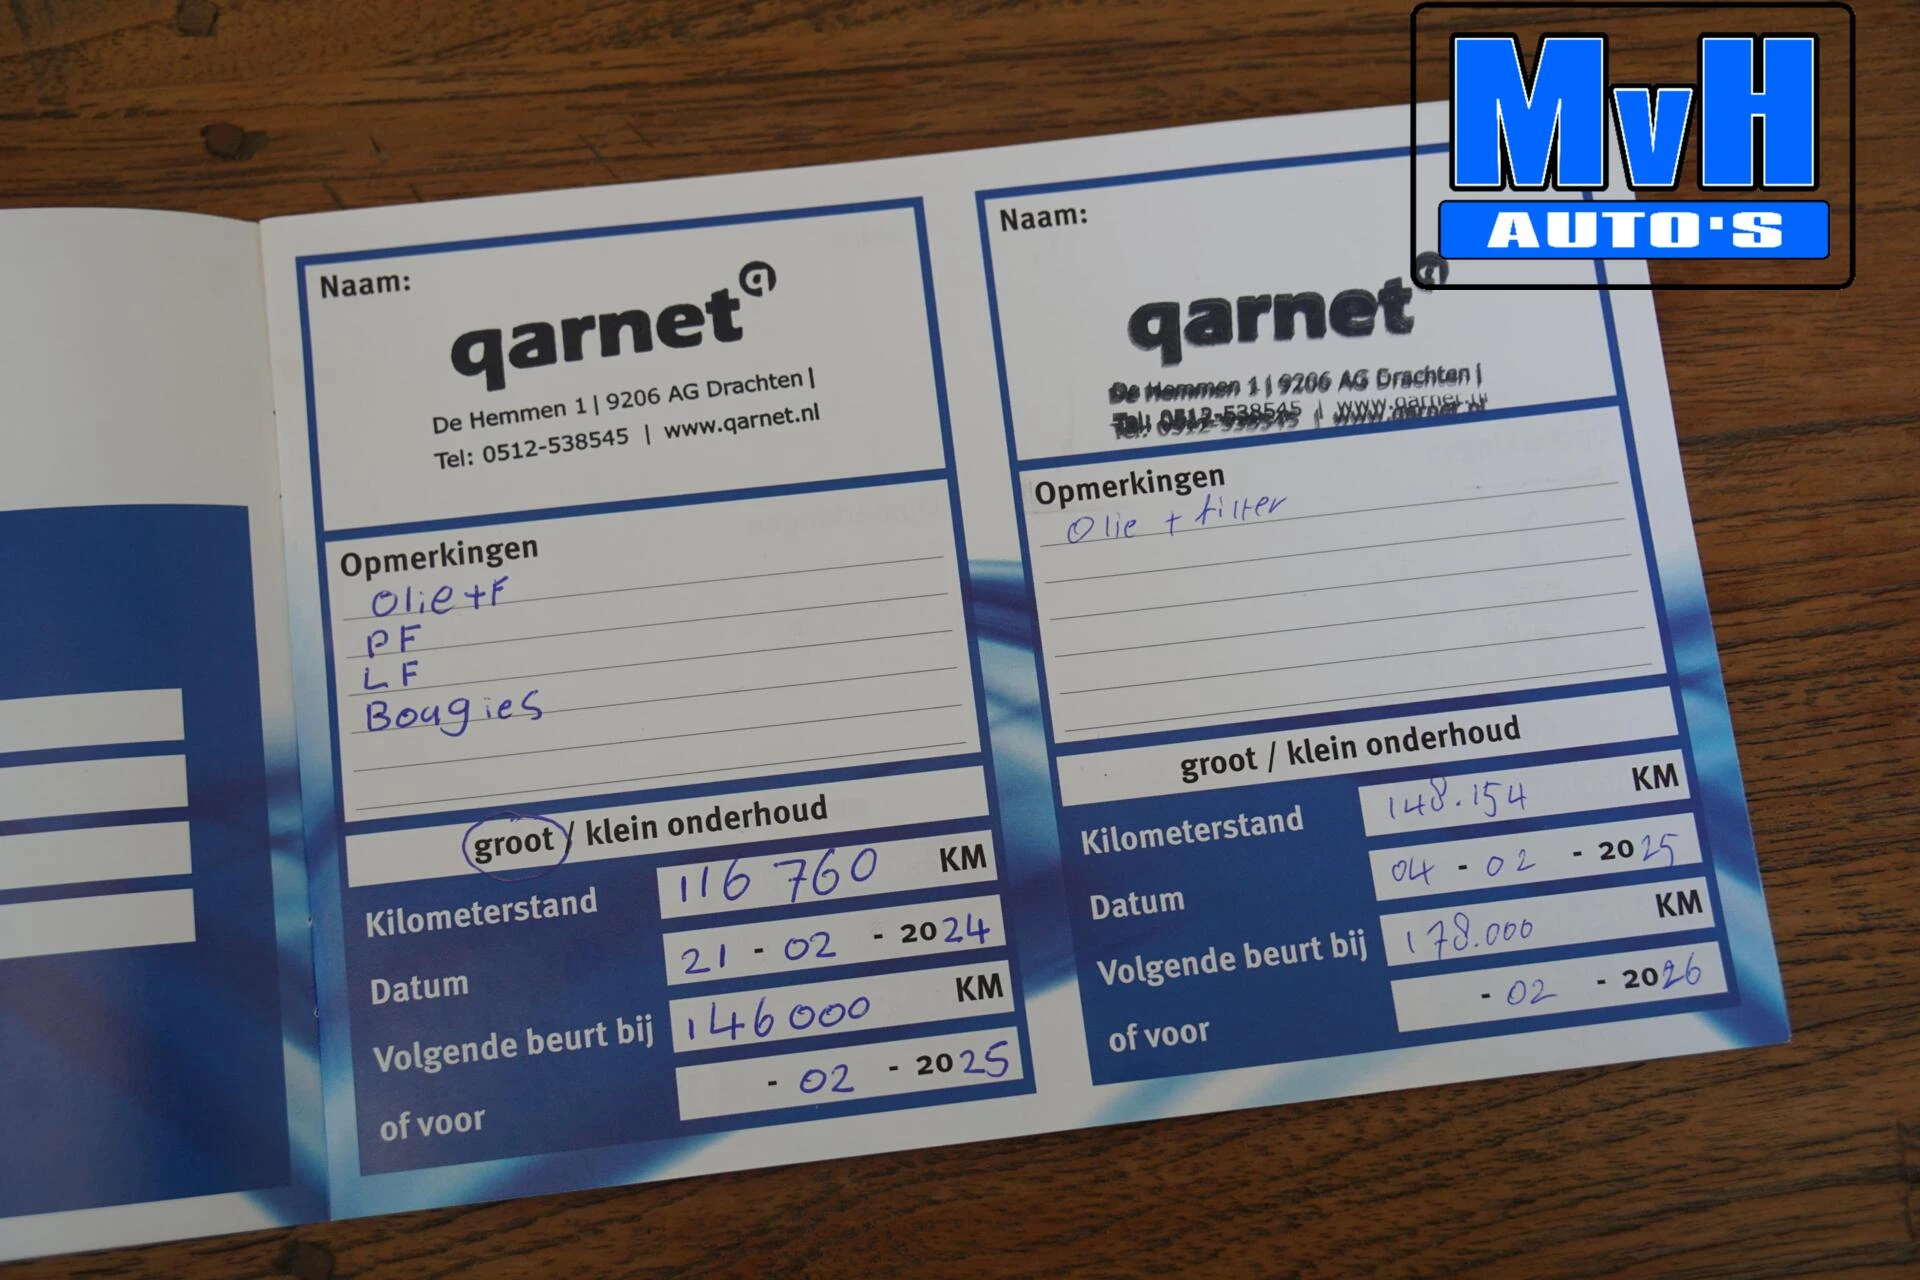 MvH
AUTO'S
Naam:
qarnet
De Hemmen 1 | 9206 AG Drachten |
Tel: 0512-538545 | www.qarnet.nl
Opmerkingen
Olie+F
PF
LF
Bougies
groot / klein onderhoud
Kilometerstand 116 760 KM
Datum 21 - 02 - 2024
Volgende beurt bij 146000 KM
of voor - 02 - 2025
Naam:
qarnet
De Hemmen 1 | 9206 AG Drachten |
Tel: 0512-538545 | www.qarnet.nl
Opmerkingen
Olie + filter
groot / klein onderhoud
Kilometerstand 148.154 KM
Datum 04 - 02 - 2025
Volgende beurt bij 178.000 KM
of voor - 02 - 2026